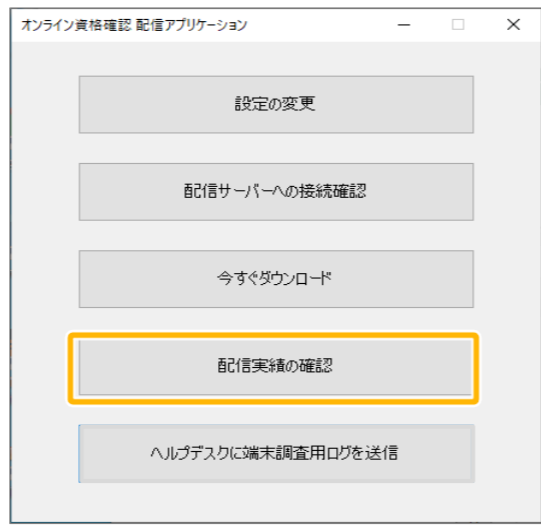 オンライン資格確認 配信アプリケーション
設定の変更
配信サーバーへの接続確認
今すぐダウンロード
配信実績の確認
ヘルプデスクに端末調査用ログを送信